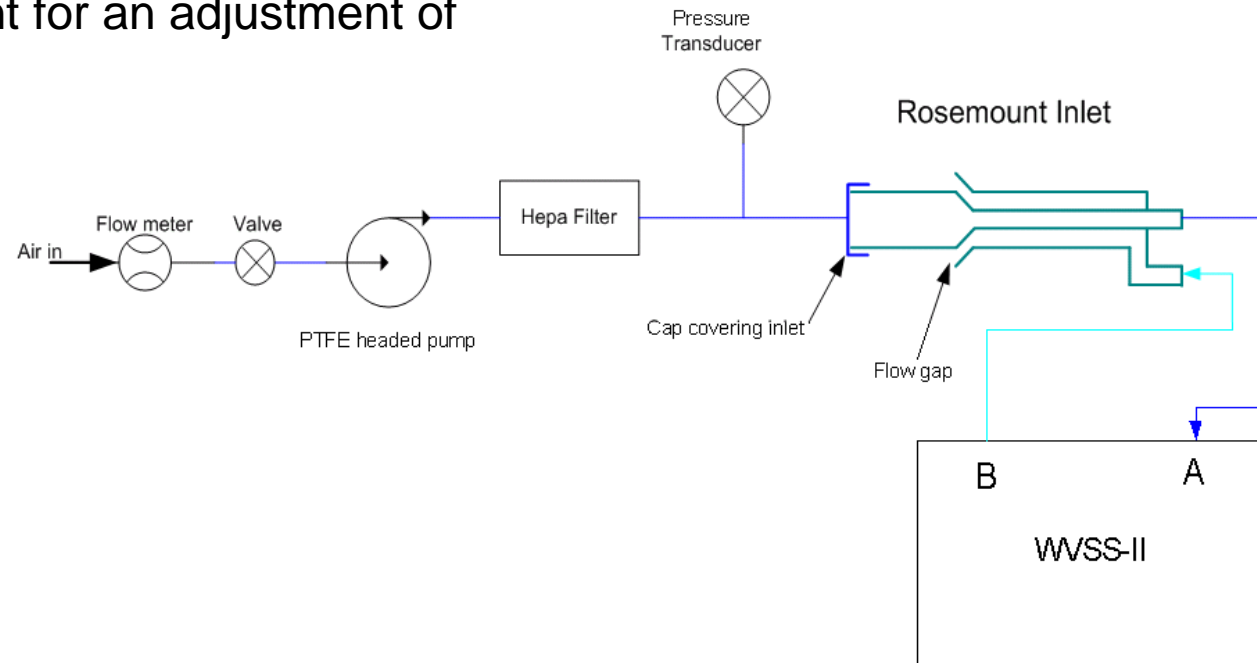 nt for an adjustment of
Pressure
Transducer
Rosemount Inlet
Flow meter
Valve
Hepa Filter
Air in
PTFE headed pump
Cap covering inlet
Flow gap
B
A
WVSS-II